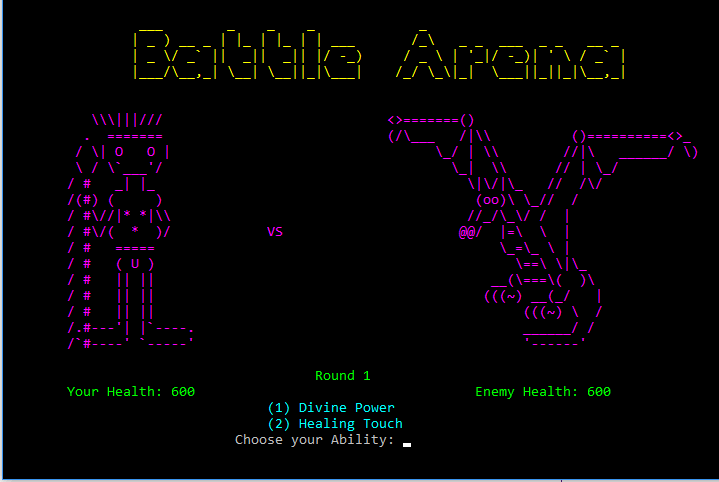 Battle Arena
VS
Round 1
Your Health: 600 Enemy Health: 600
(1) Divine Power
(2) Healing Touch
Choose your Ability: